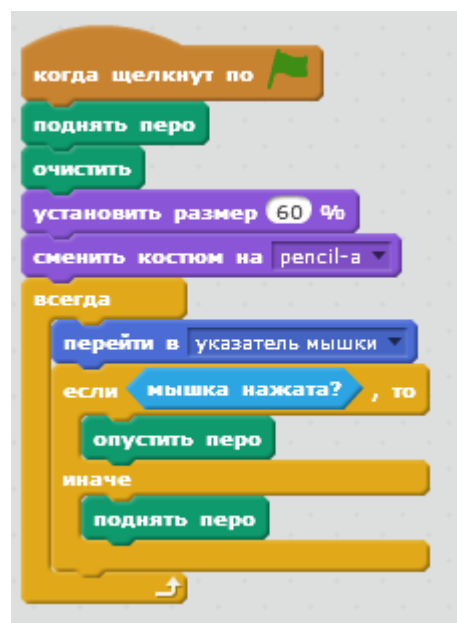 когда щелкнут по
поднять перо
очистить
установить размер 60 %
сменить костюм на pencil-a
всегда
перейти в указатель мышки
если мышка нажата? , то
опустить перо
иначе
поднять перо